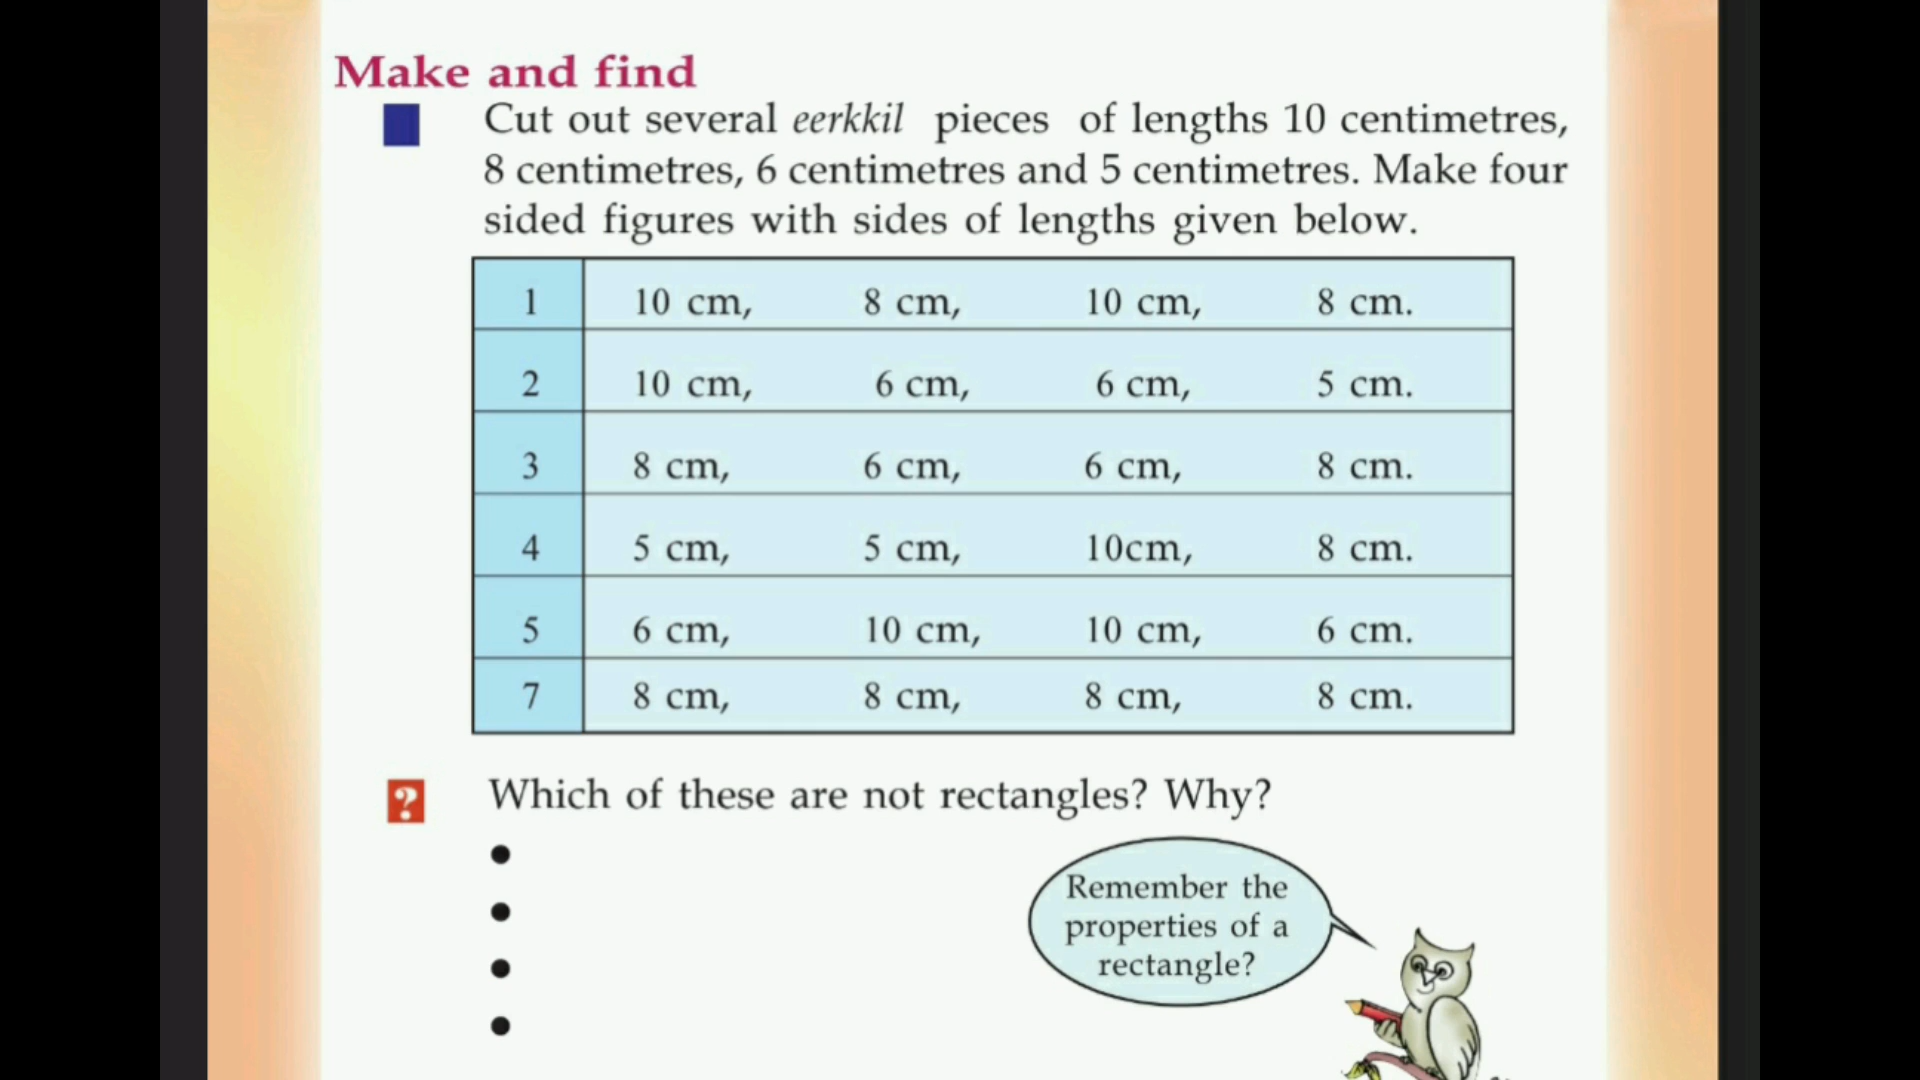 Make and find
Cut out several eerkkil pieces of lengths 10 centimetres,
8 centimetres, 6 centimetres and 5 centimetres. Make four
sided figures with sides of lengths given below.
1 10 cm, 8 cm, 10 cm, 8 cm.
2 10 cm, 6 cm, 6 cm, 5 cm.
3 8 cm, 6 cm, 6 cm, 8 cm.
4 5 cm, 5 cm, 10cm, 8 cm.
5 6 cm, 10 cm, 10 cm, 6 cm.
7 8 cm, 8 cm, 8 cm, 8 cm.
? Which of these are not rectangles? Why?
Remember the
properties of a
rectangle?